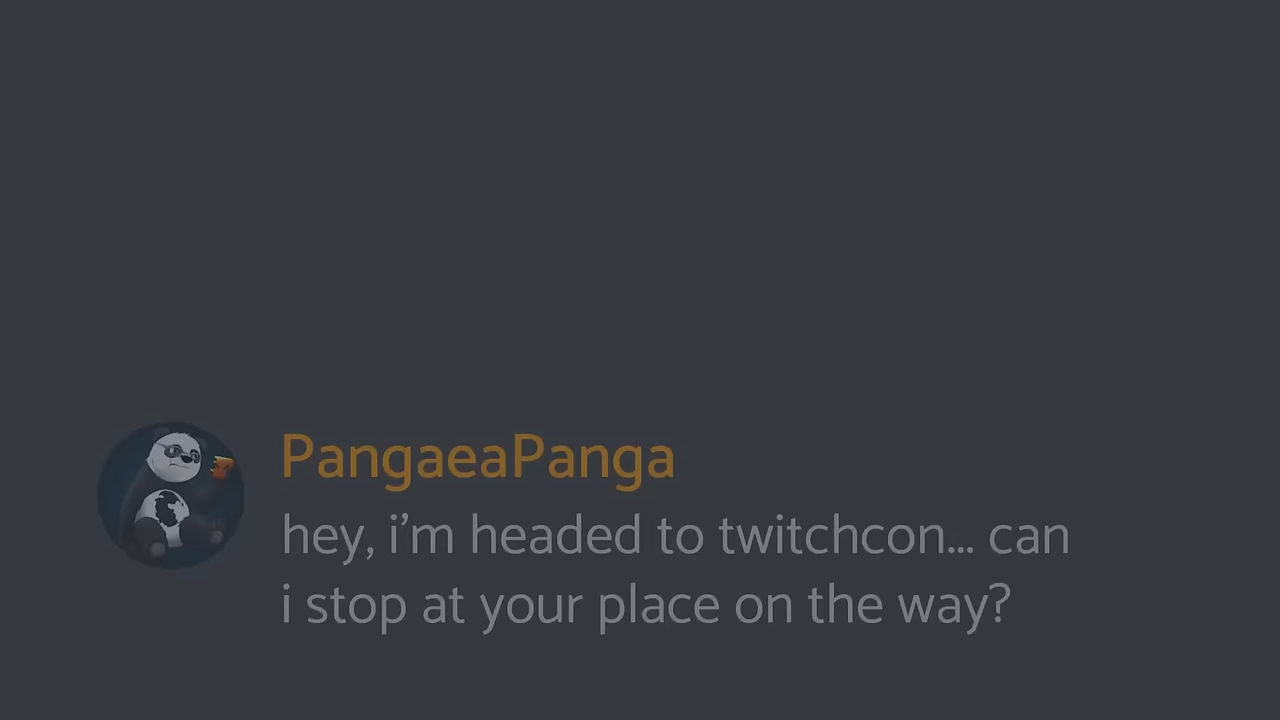 PangaeaPanga
hey, i’m headed to twitchcon… can
i stop at your place on the way?